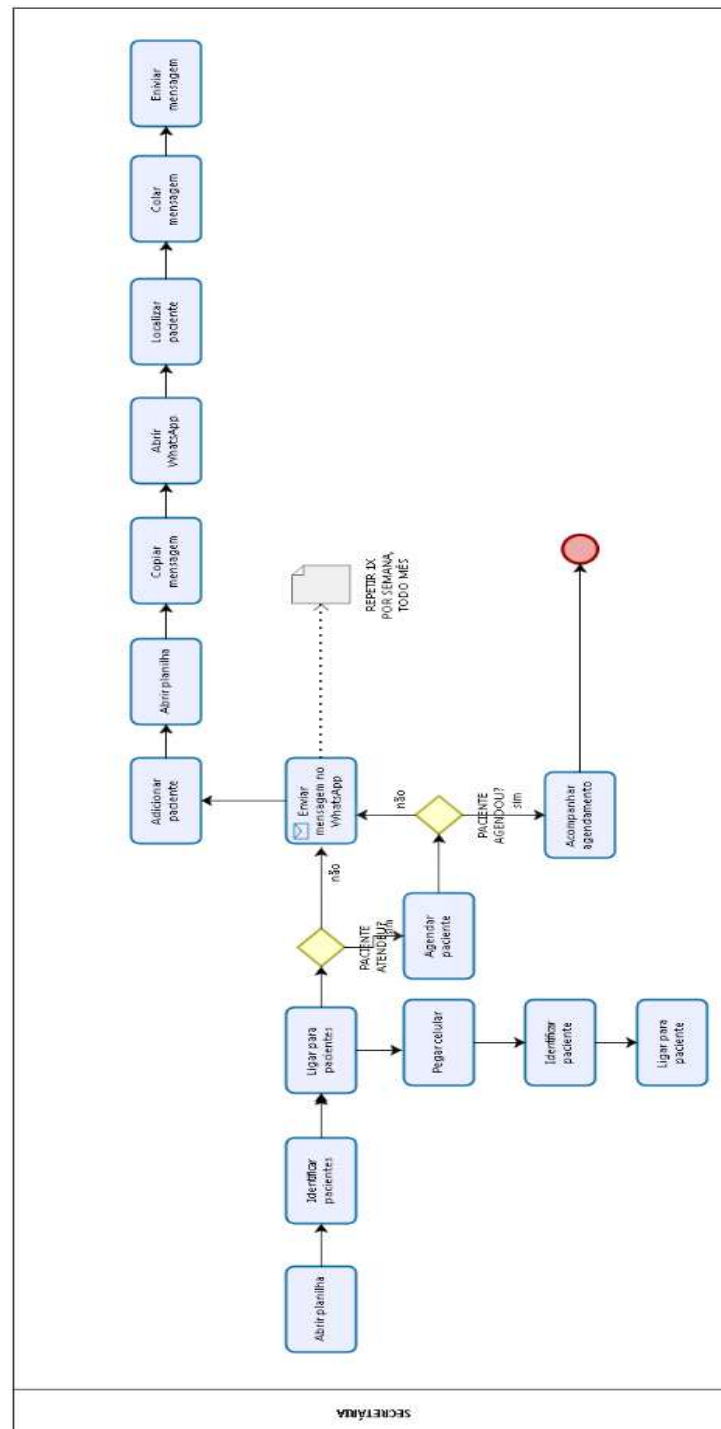 SECRETÁRIA
Abrir planilha
Identificar
pacientes
Ligar para
pacientes
Pegar celular
Identificar
paciente
Ligar para
paciente
PACIENTE
ATENDEU?
não
sim
Agendar
paciente
PACIENTE
AGENDOU?
não
sim
Acompanhar
agendamento
Enviar
mensagem no
WhatsApp
REPETIR 1X
POR SEMANA,
TODO MÊS
Adicionar
paciente
Abrir planilha
Copiar
mensagem
Abrir
WhatsApp
Localizar
paciente
Colar
mensagem
Eniviar
mensagem